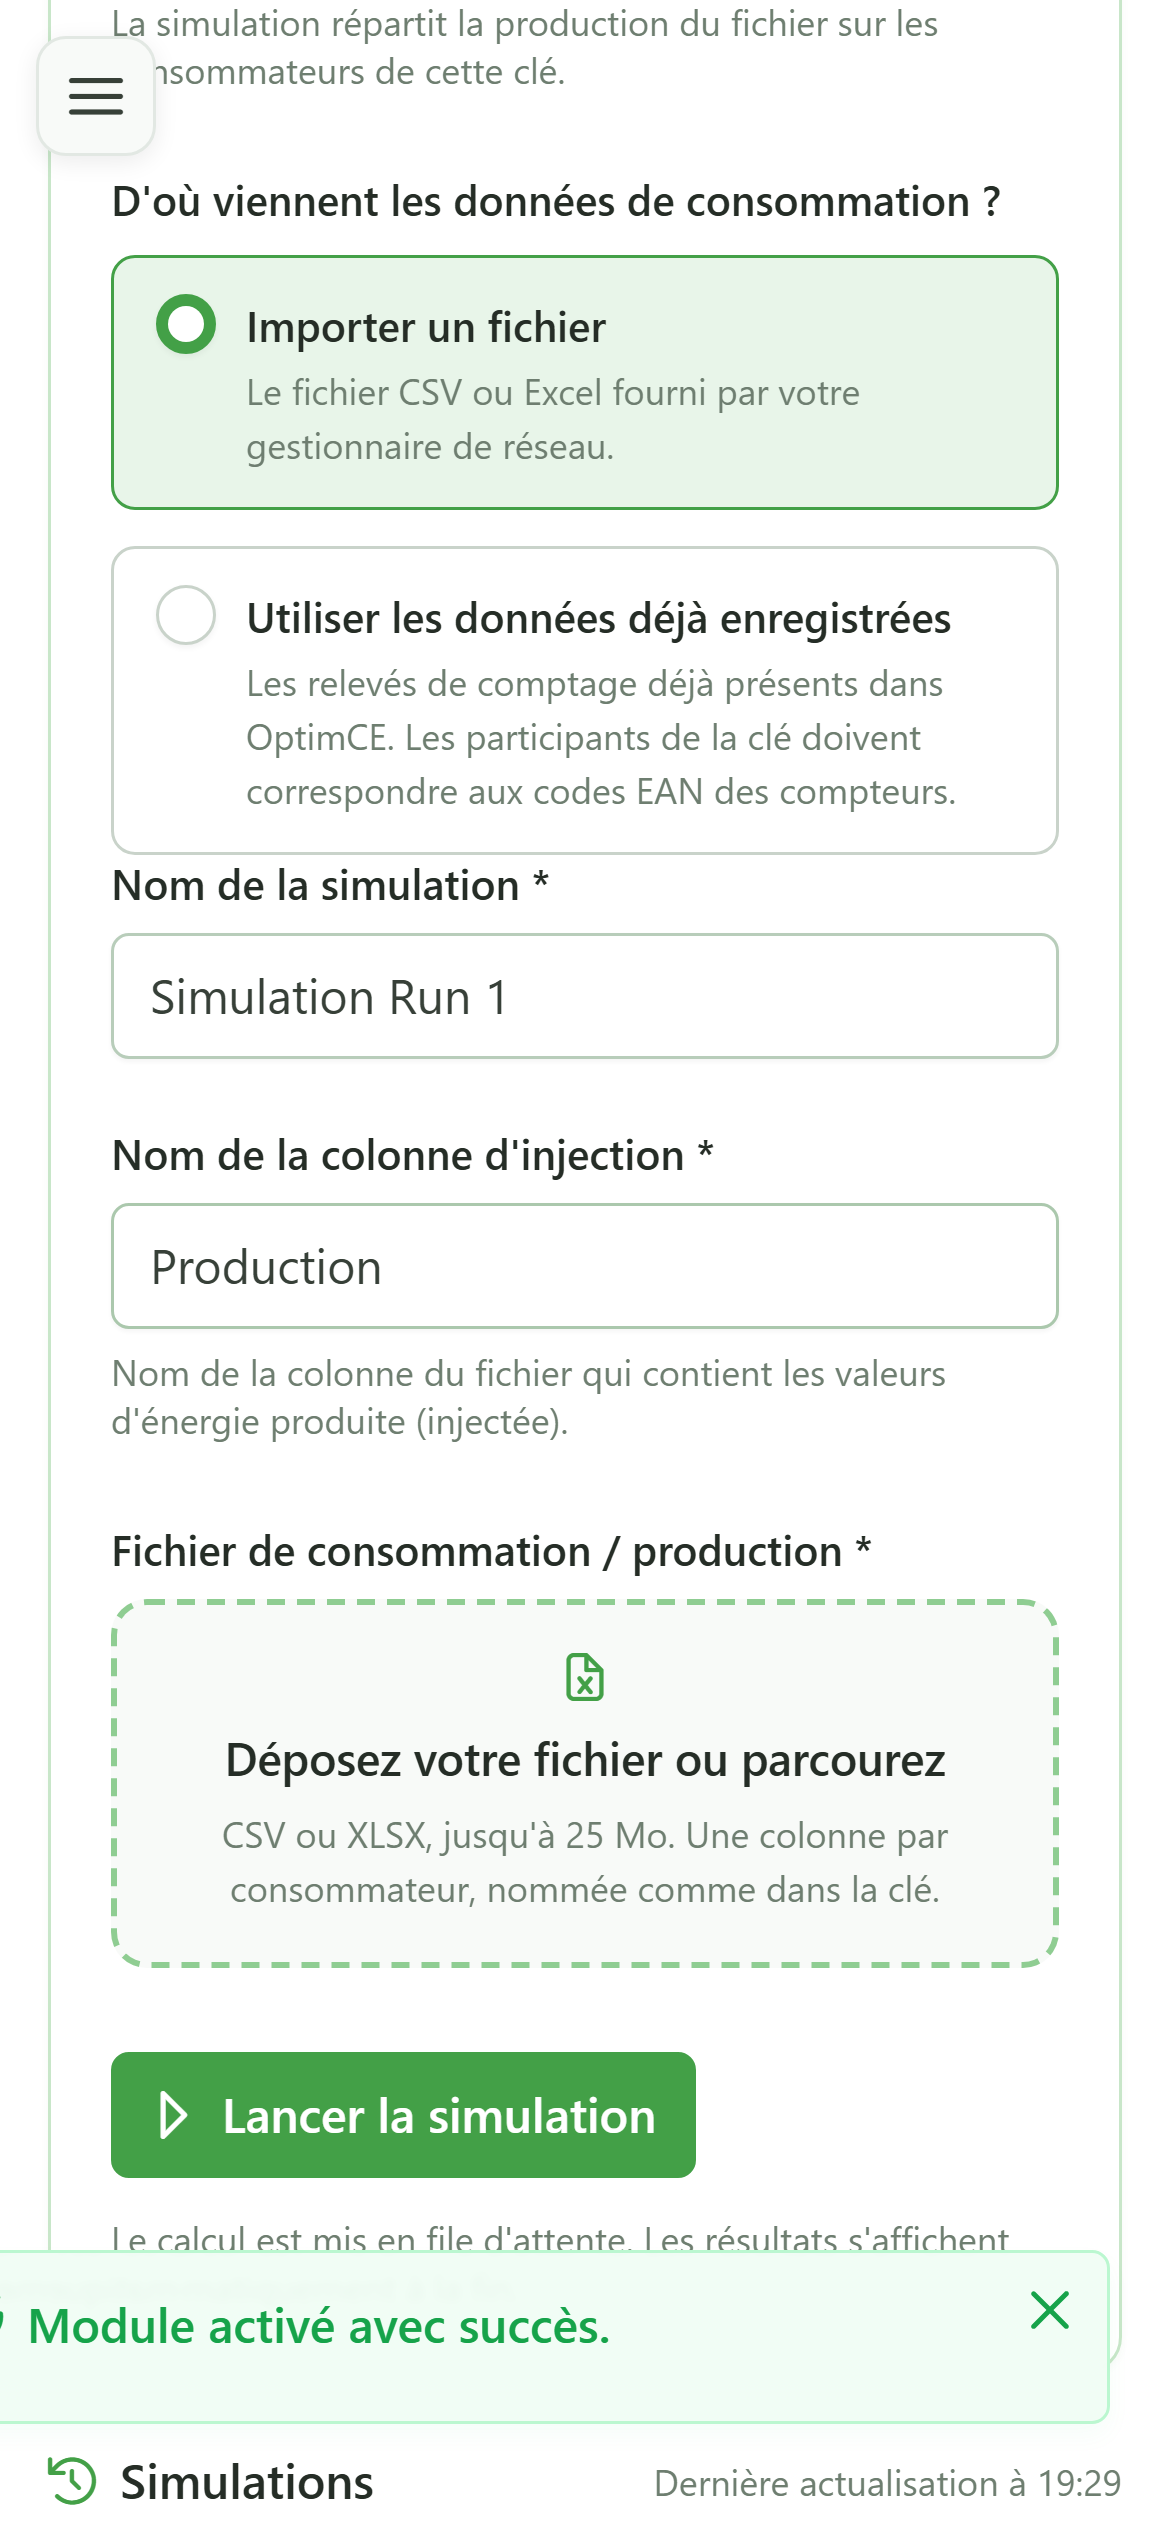 La simulation répartit la production du fichier sur les
nsommateurs de cette clé.
D'où viennent les données de consommation ?
Importer un fichier
Le fichier CSV ou Excel fourni par votre
gestionnaire de réseau.
Utiliser les données déjà enregistrées
Les relevés de comptage déjà présents dans
OptimCE. Les participants de la clé doivent
correspondre aux codes EAN des compteurs.
Nom de la simulation *
Simulation Run 1
Nom de la colonne d'injection *
Production
Nom de la colonne du fichier qui contient les valeurs
d'énergie produite (injectée).
Fichier de consommation / production *
Déposez votre fichier ou parcourez
CSV ou XLSX, jusqu'à 25 Mo. Une colonne par
consommateur, nommée comme dans la clé.
Lancer la simulation
Le calcul est mis en file d'attente. Les résultats s'affichent
Module activé avec succès.
Simulations
Dernière actualisation à 19:29